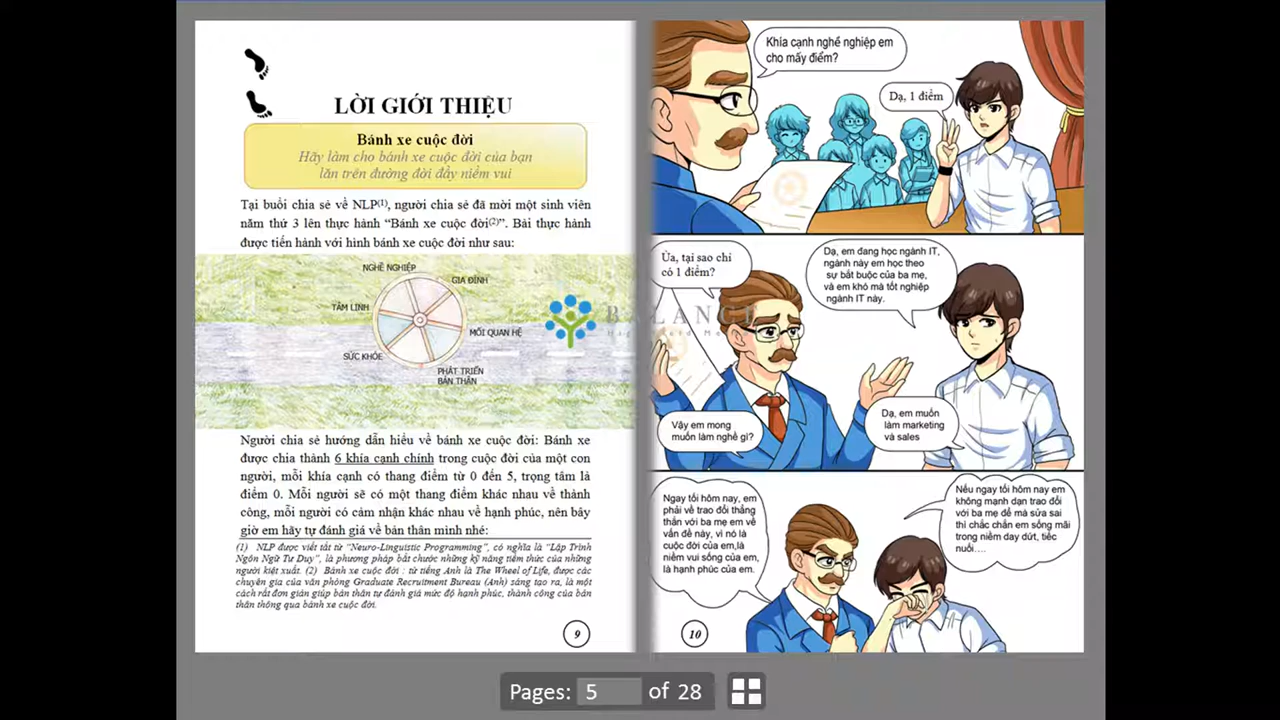 LỜI GIỚI THIỆU
Bánh xe cuộc đời
Hãy làm cho bánh xe cuộc đời của bạn
lăn trên đường đời đầy niềm vui
Tại buổi chia sẻ về NLP(1), người chia sẻ đã mời một sinh viên
năm thứ 3 lên thực hành “Bánh xe cuộc đời(2)”. Bài thực hành
được tiến hành với hình bánh xe cuộc đời như sau:
NGHỀ NGHIỆP
GIA ĐÌNH
TÂM LINH
MỐI QUAN HỆ
SỨC KHỎE
PHÁT TRIỂN
BẢN THÂN
Người chia sẻ hướng dẫn hiểu về bánh xe cuộc đời: Bánh xe
được chia thành 6 khía cạnh chính trong cuộc đời của một con
người, mỗi khía cạnh có thang điểm từ 0 đến 5, trọng tâm là
điểm 0. Mỗi người sẽ có một thang điểm khác nhau về thành
công, mỗi người có cảm nhận khác nhau về hạnh phúc, nên bây
giờ em hãy tự đánh giá về bản thân mình nhé:
(1) NLP được viết tắt từ “Neuro-Linguistic Programming”, có nghĩa là “Lập Trình
Ngôn Ngữ Tư Duy”, là phương pháp bắt chước những kỹ năng tiềm thức của những
người kiệt xuất. (2) Bánh xe cuộc đời : từ tiếng Anh là The Wheel of Life, được các
chuyên gia của văn phòng Graduate Recruitment Bureau (Anh) sáng tạo ra, là một
cách rất đơn giản giúp bản thân tự đánh giá mức độ hạnh phúc, thành công của bản
thân thông qua bánh xe cuộc đời.
9
Khía cạnh nghề nghiệp em
cho mấy điểm?
Dạ, 1 điểm
Ủa, tại sao chỉ
có 1 điểm?
Dạ, em đang học ngành IT,
ngành này em học theo
sự bắt buộc của ba mẹ,
và em khó mà tốt nghiệp
ngành IT này.
BALANCE
Vậy em mong
muốn làm nghề gì?
Dạ, em muốn
làm marketing
và sales
Ngay tối hôm nay, em
phải về trao đổi thẳng
thắn với ba mẹ em về
vấn đề này, vì nó là
cuộc đời của em,là
niềm vui sống của em,
là hạnh phúc của em.
Nếu ngay tối hôm nay em
không mạnh dạn trao đổi
với ba mẹ để mà sửa sai
thì chắc chắn em sống mãi
trong niềm day dứt, tiếc
nuối….
10
Pages: 5 of 28